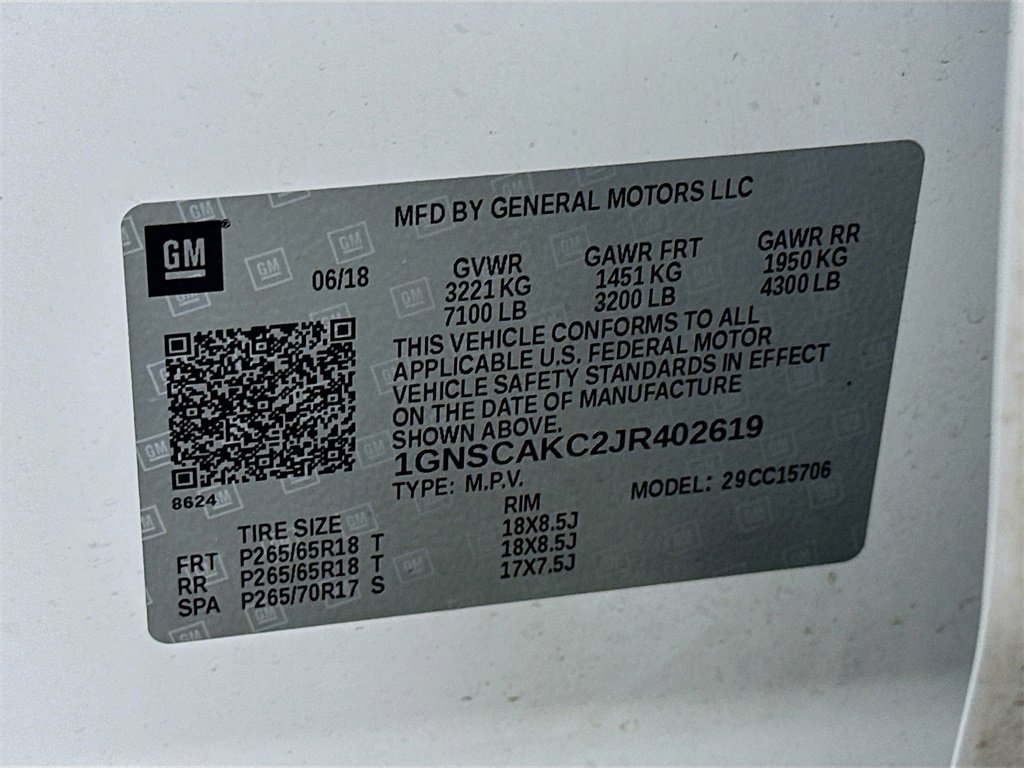 MFD BY GENERAL MOTORS LLC
GM
®
06/18
GVWR GAWR FRT GAWR RR
3221 KG 1451 KG 1950 KG
7100 LB 3200 LB 4300 LB
THIS VEHICLE CONFORMS TO ALL
APPLICABLE U.S. FEDERAL MOTOR
VEHICLE SAFETY STANDARDS IN EFFECT
ON THE DATE OF MANUFACTURE
SHOWN ABOVE.
1GNSCAKC2JR402619
TYPE: M.P.V. MODEL: 29CC15706
8624
TIRE SIZE RIM
FRT P265/65R18 T 18X8.5J
RR P265/65R18 T 18X8.5J
SPA P265/70R17 S 17X7.5J